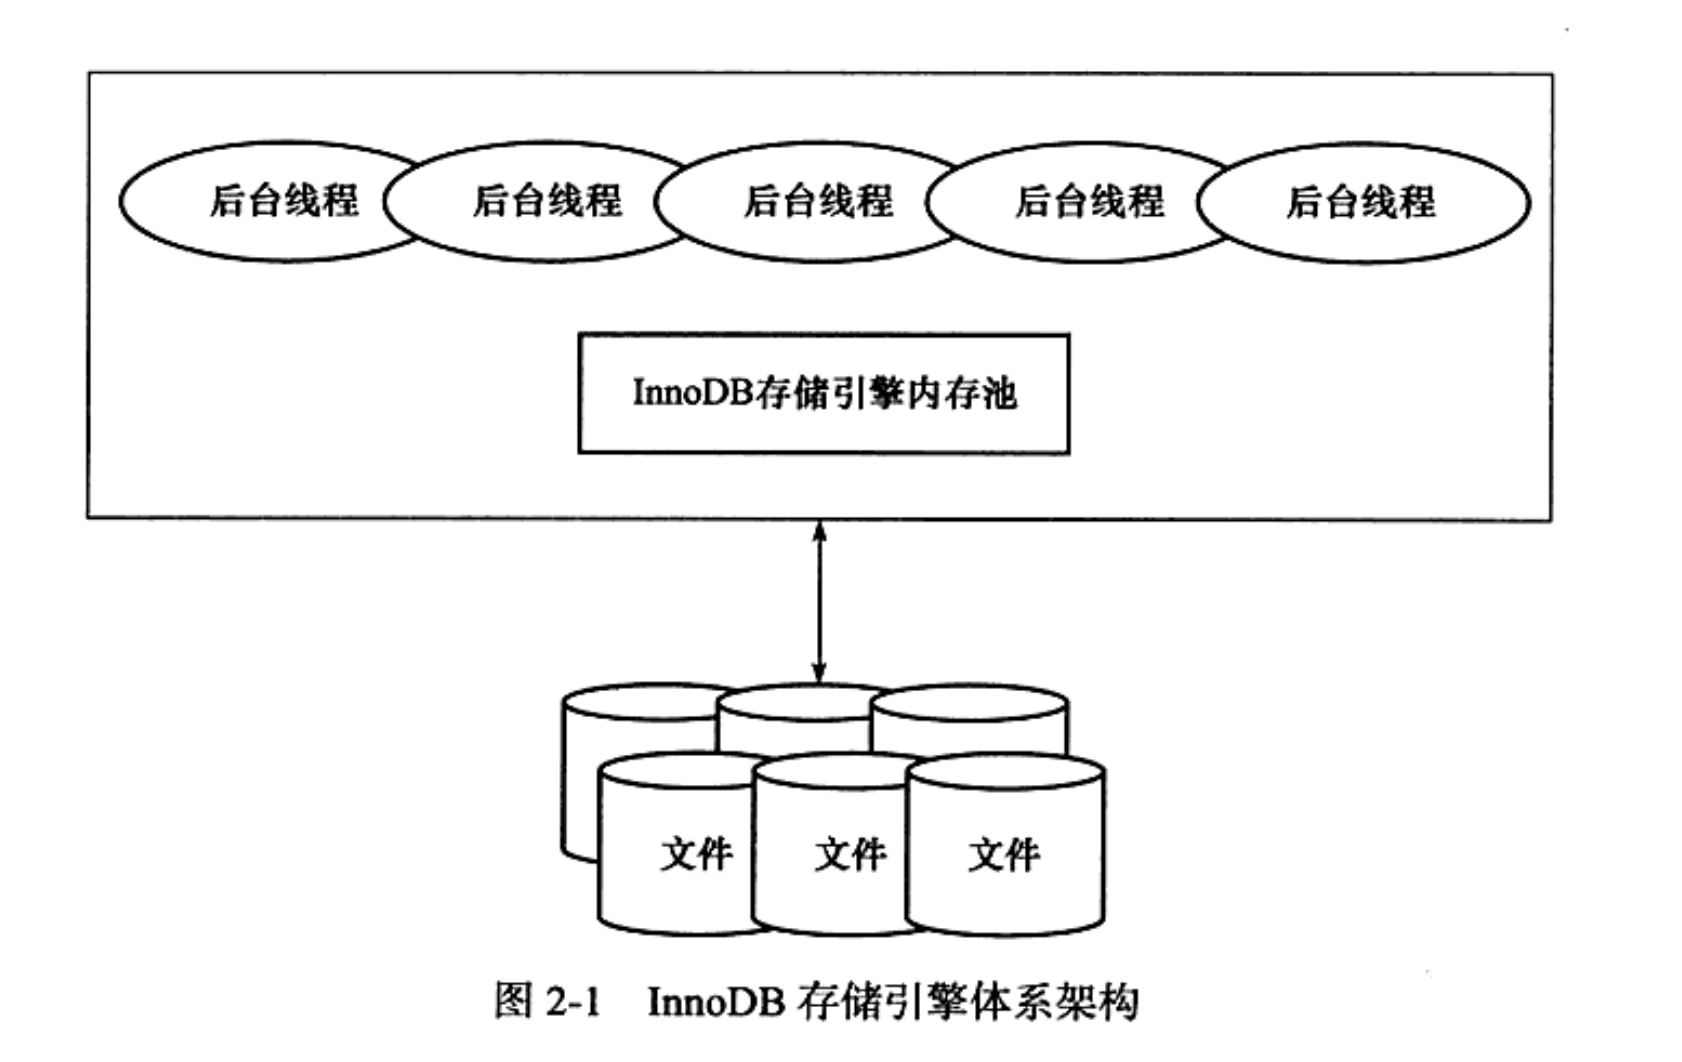 后台线程 后台线程 后台线程 后台线程 后台线程
InnoDB存储引擎内存池
文件 文件 文件
图 2-1 InnoDB 存储引擎体系架构